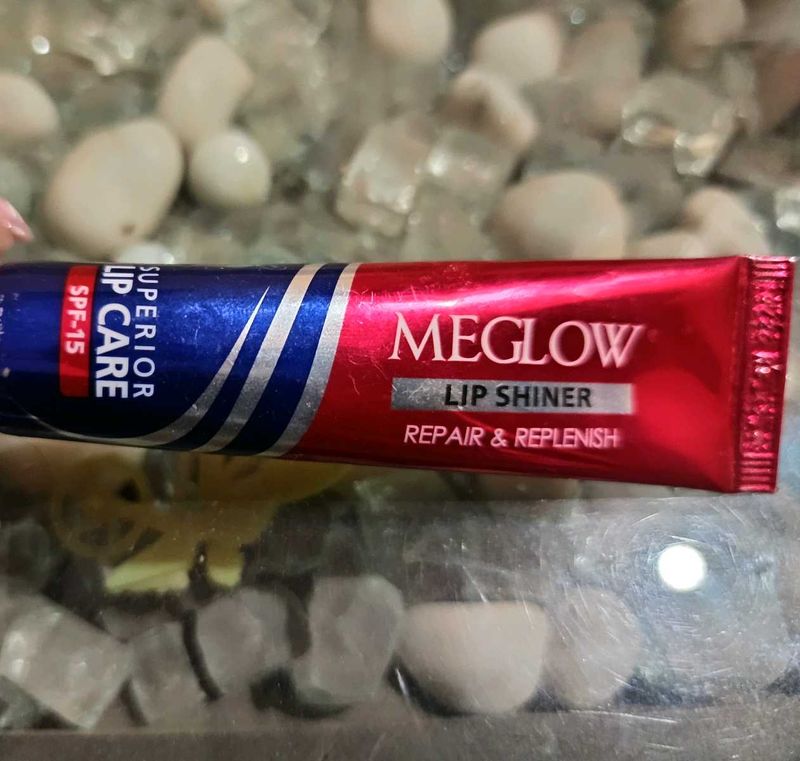 MEGLOW
LIP SHINER
REPAIR & REPLENISH
SUPERIOR
LIP CARE
SPF-15